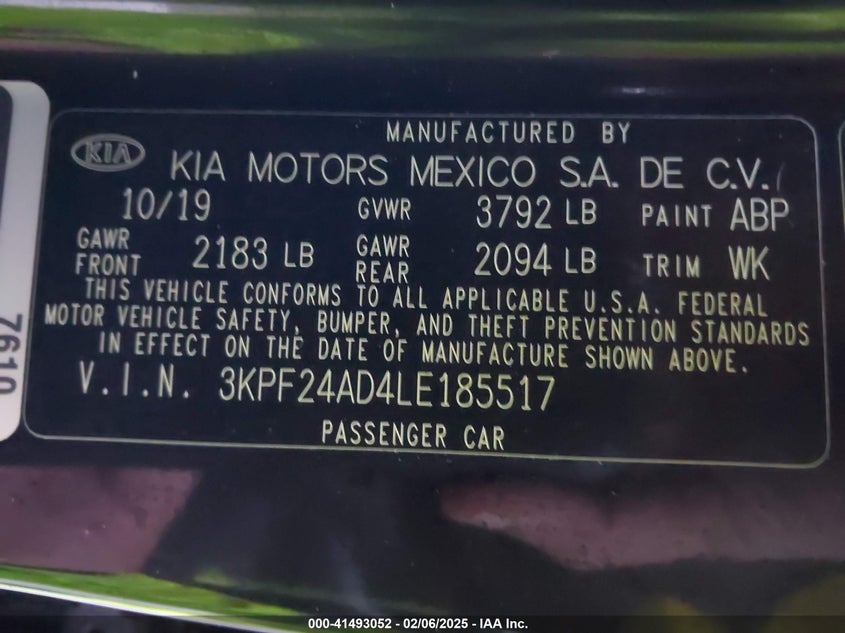 MANUFACTURED BY
KIA KIA MOTORS MEXICO S.A. DE C.V.
10/19 GVWR 3792 LB PAINT ABP
GAWR FRONT 2183 LB GAWR REAR 2094 LB TRIM WK
THIS VEHICLE CONFORMS TO ALL APPLICABLE U.S.A. FEDERAL
MOTOR VEHICLE SAFETY, BUMPER, AND THEFT PREVENTION STANDARDS
IN EFFECT ON THE DATE OF MANUFACTURE SHOWN ABOVE.
V.I.N. 3KPF24AD4LE185517
PASSENGER CAR
7610
000-41493052 - 02/06/2025 - IAA Inc.